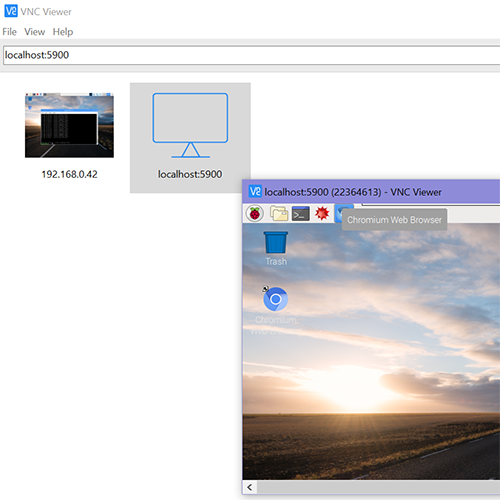 VNC Viewer
File View Help
localhost:5900
192.168.0.42
localhost:5900
localhost:5900 (22364613) - VNC Viewer
Chromium Web Browser
Trash
Chromium